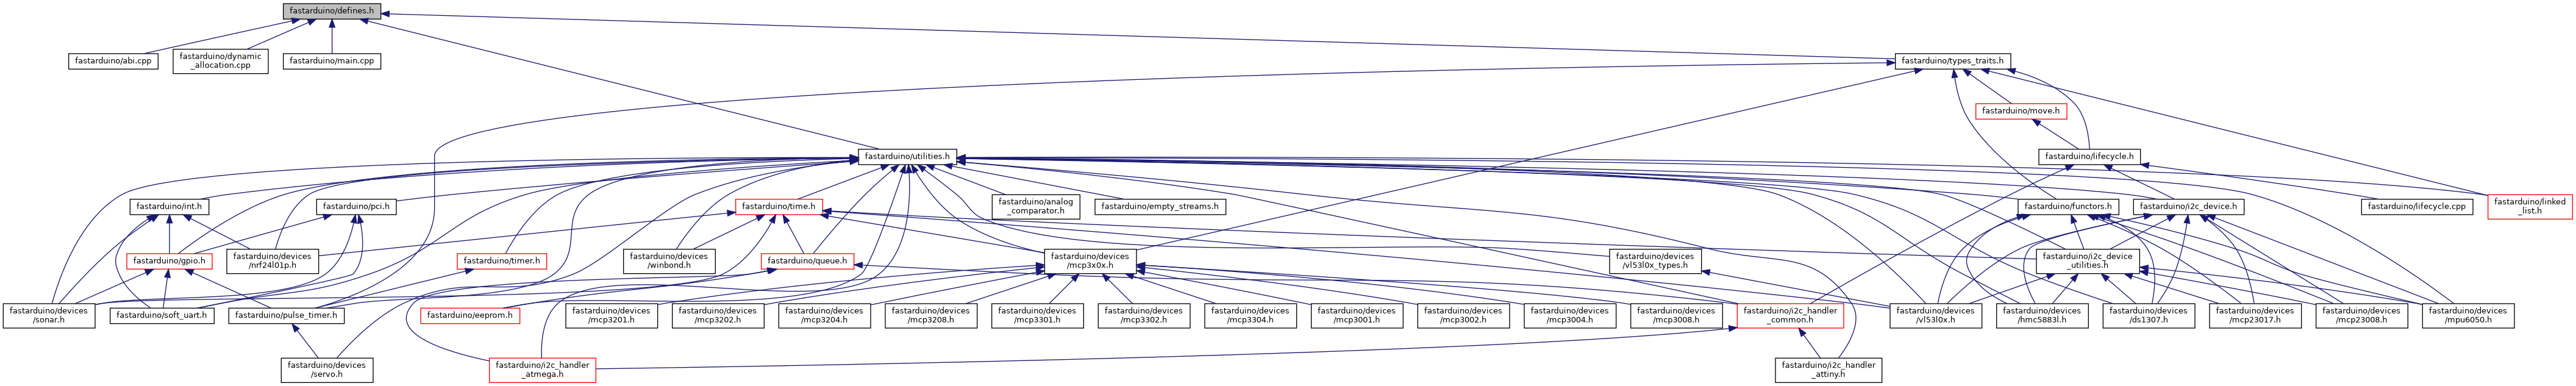 fastarduino/defines.h
fastarduino/abi.cpp
fastarduino/dynamic
_allocation.cpp
fastarduino/main.cpp
fastarduino/types_traits.h
fastarduino/move.h
fastarduino/utilities.h
fastarduino/lifecycle.h
fastarduino/int.h
fastarduino/pci.h
fastarduino/time.h
fastarduino/analog
_comparator.h
fastarduino/empty_streams.h
fastarduino/functors.h
fastarduino/i2c_device.h
fastarduino/lifecycle.cpp
fastarduino/linked
_list.h
fastarduino/gpio.h
fastarduino/devices
/nrf24l01p.h
fastarduino/timer.h
fastarduino/devices
/winbond.h
fastarduino/queue.h
fastarduino/devices
/mcp3x0x.h
fastarduino/devices
/vl53l0x_types.h
fastarduino/i2c_device
_utilities.h
fastarduino/devices
/sonar.h
fastarduino/soft_uart.h
fastarduino/pulse_timer.h
fastarduino/eeprom.h
fastarduino/devices
/mcp3201.h
fastarduino/devices
/mcp3202.h
fastarduino/devices
/mcp3204.h
fastarduino/devices
/mcp3208.h
fastarduino/devices
/mcp3301.h
fastarduino/devices
/mcp3302.h
fastarduino/devices
/mcp3304.h
fastarduino/devices
/mcp3001.h
fastarduino/devices
/mcp3002.h
fastarduino/devices
/mcp3004.h
fastarduino/devices
/mcp3008.h
fastarduino/i2c_handler
_common.h
fastarduino/devices
/vl53l0x.h
fastarduino/devices
/hmc5883l.h
fastarduino/devices
/ds1307.h
fastarduino/devices
/mcp23017.h
fastarduino/devices
/mcp23008.h
fastarduino/devices
/mpu6050.h
fastarduino/devices
/servo.h
fastarduino/i2c_handler
_atmega.h
fastarduino/i2c_handler
_attiny.h